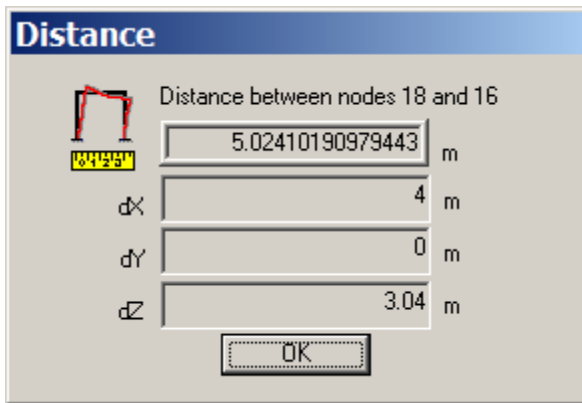 Distance
Distance between nodes 18 and 16
5.02410190979443 m
dX 4 m
dY 0 m
dZ 3.04 m
OK